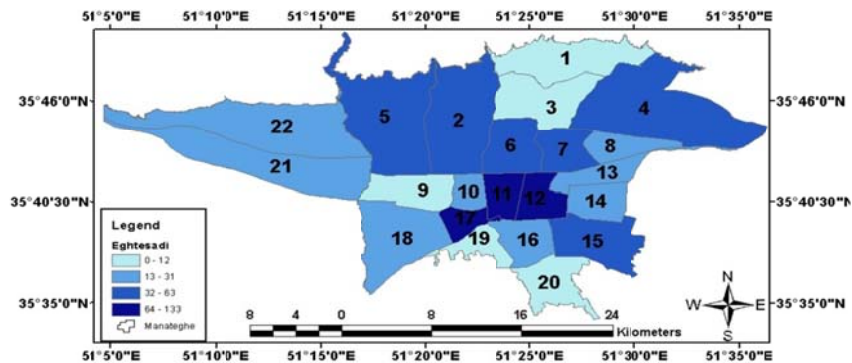 51°5'0"E 51°10'0"E 51°15'0"E 51°20'0"E 51°25'0"E 51°30'0"E 51°35'0"E
1
35°46'0"N 35°46'0"N
3
4
22
5
2
6
7
8
21
13
35°40'30"N 35°40'30"N
9
10
11
12
14
Legend
Eghtesadi
0 - 12
13 - 31
32 - 63
64 - 133
Manateghe
17
18
19
16
15
20
35°35'0"N 35°35'0"N
N
W E
S
8 4 0 8 16 24
Kilometers
51°5'0"E 51°10'0"E 51°15'0"E 51°20'0"E 51°25'0"E 51°30'0"E 51°35'0"E